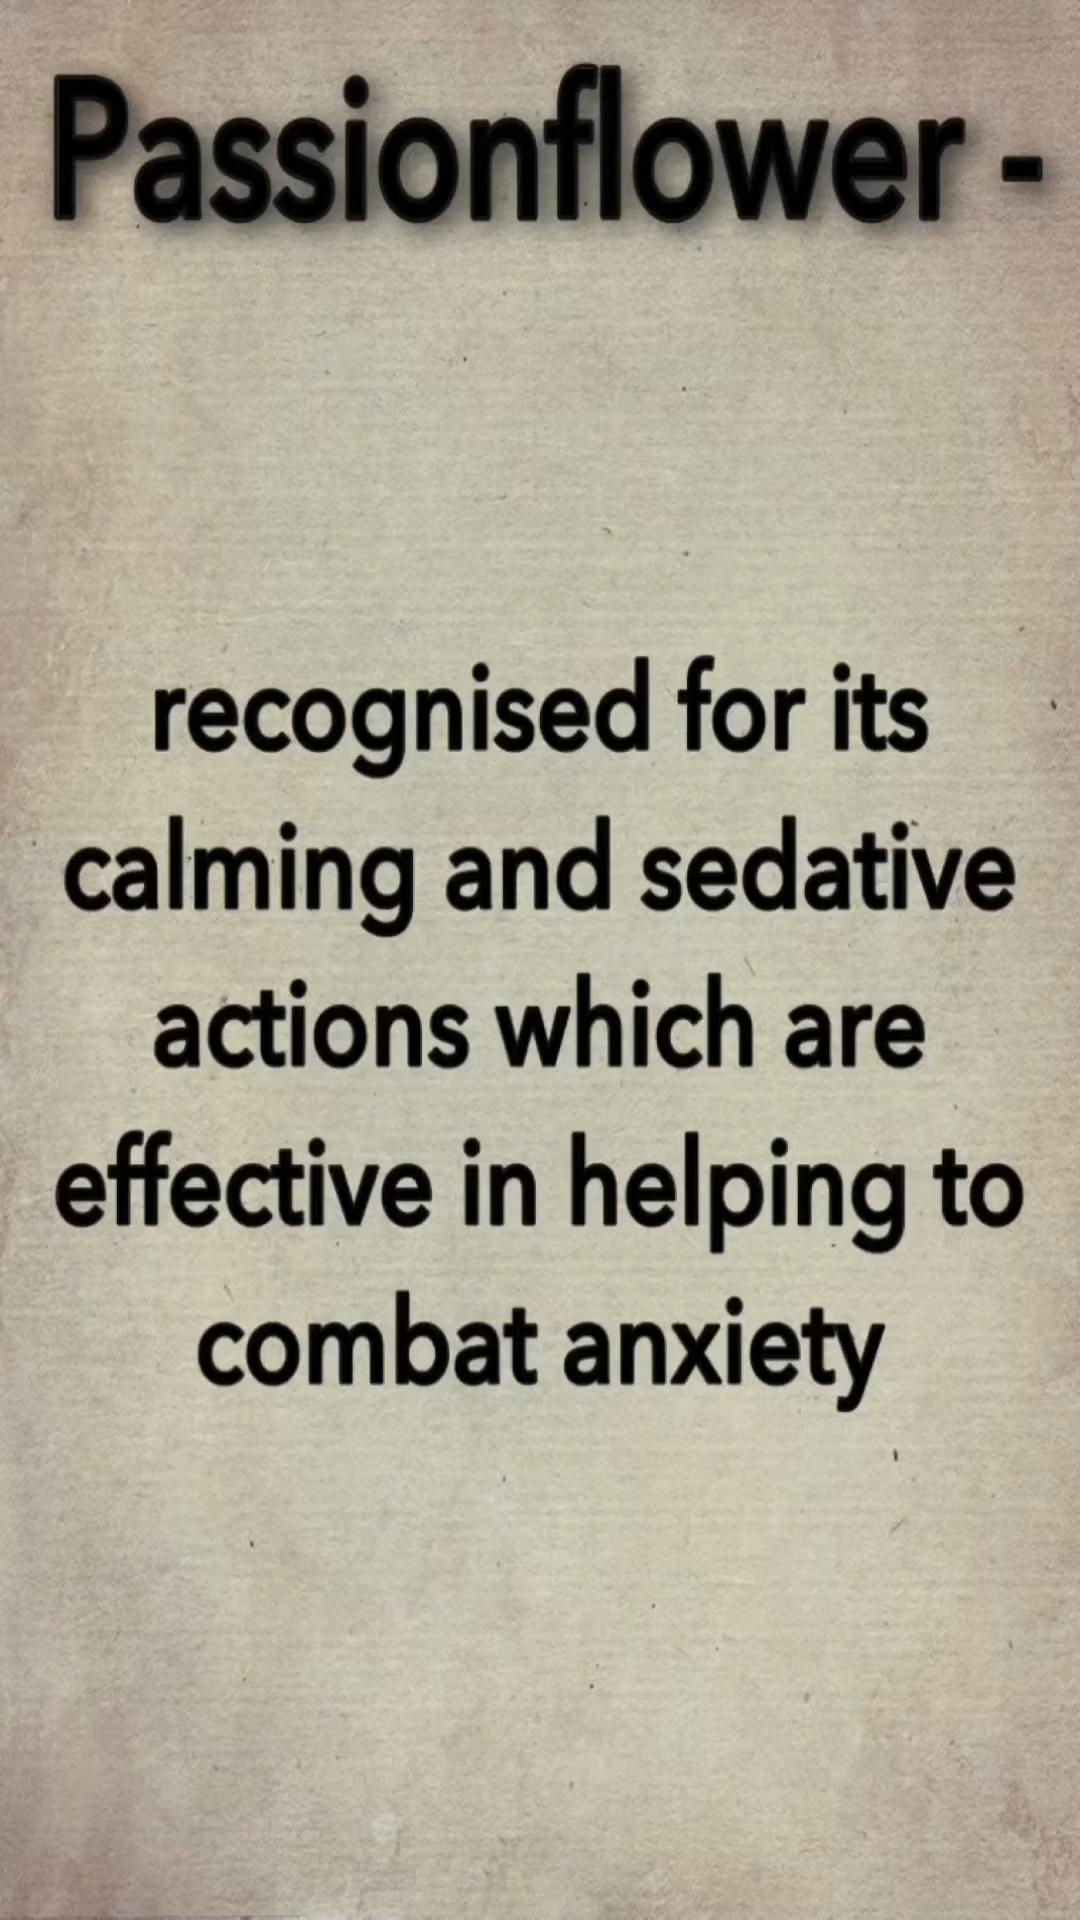 Passionflower -
recognised for its
calming and sedative
actions which are
effective in helping to
combat anxiety